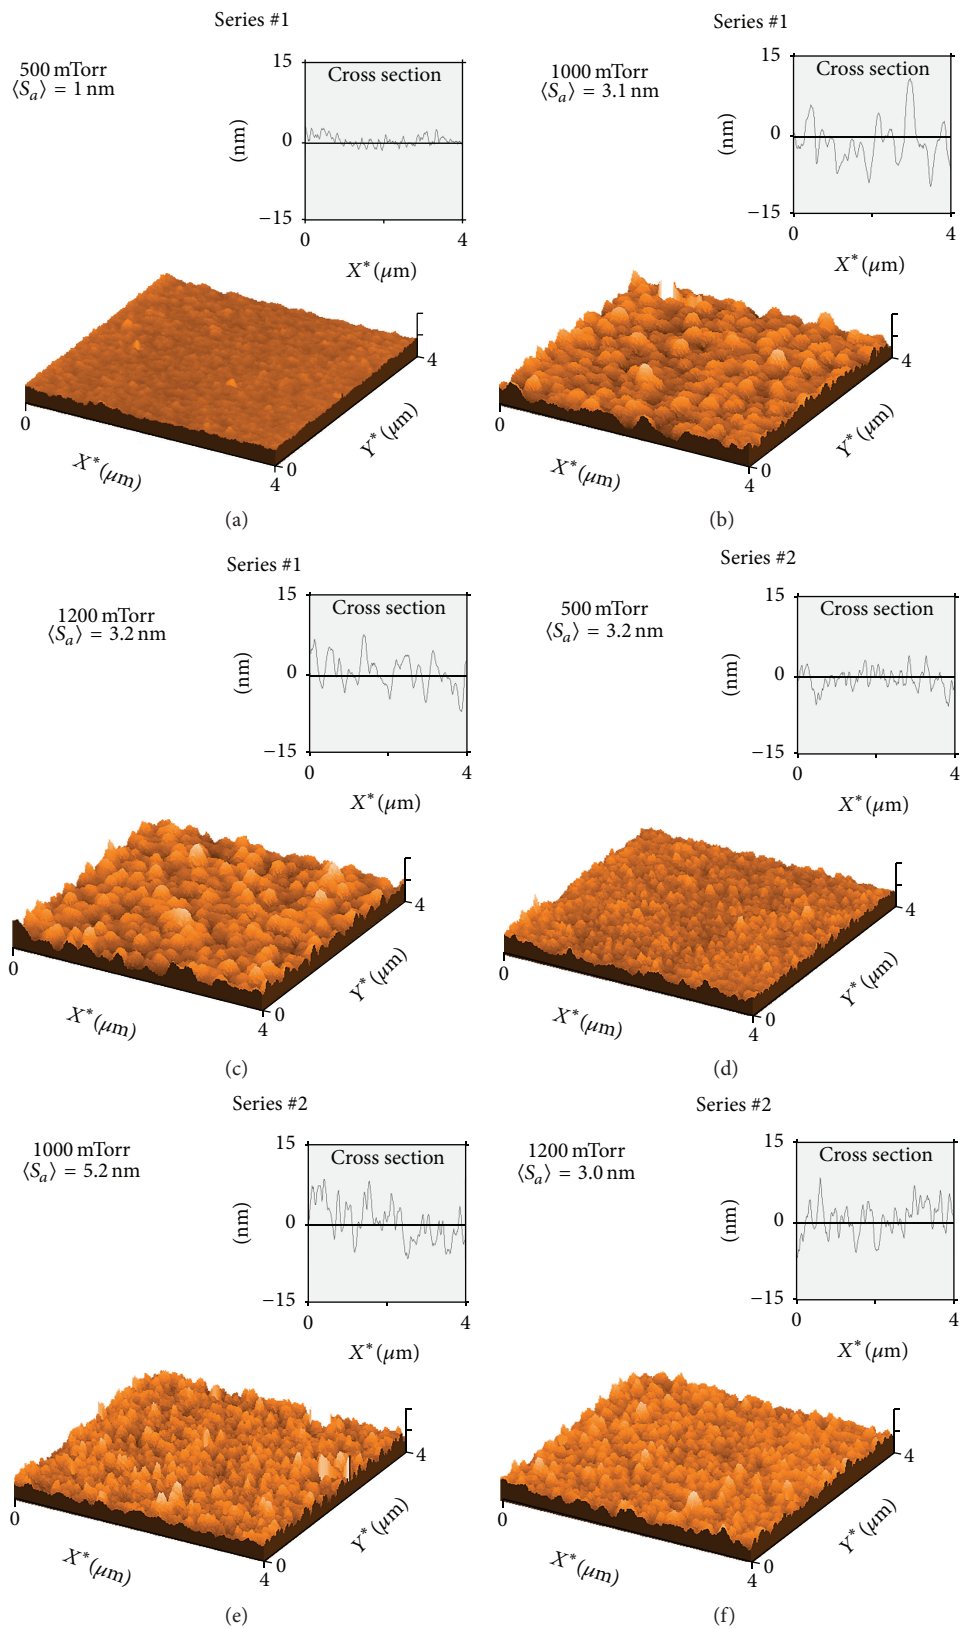 Series #1
500 mTorr
⟨Sa⟩ = 1 nm
15
Cross section
(nm)
0
−15
0
4
X* (μm)
4
0
X* (μm)
Y* (μm)
0
4
(a)
Series #1
1000 mTorr
⟨Sa⟩ = 3.1 nm
15
Cross section
(nm)
0
−15
0
4
X* (μm)
4
0
X* (μm)
Y* (μm)
0
4
(b)
Series #1
1200 mTorr
⟨Sa⟩ = 3.2 nm
15
Cross section
(nm)
0
−15
0
4
X* (μm)
4
0
X* (μm)
Y* (μm)
0
4
(c)
Series #2
500 mTorr
⟨Sa⟩ = 3.2 nm
15
Cross section
(nm)
0
−15
0
4
X* (μm)
4
0
X* (μm)
Y* (μm)
0
4
(d)
Series #2
1000 mTorr
⟨Sa⟩ = 5.2 nm
15
Cross section
(nm)
0
−15
0
4
X* (μm)
4
0
X* (μm)
Y* (μm)
0
4
(e)
Series #2
1200 mTorr
⟨Sa⟩ = 3.0 nm
15
Cross section
(nm)
0
−15
0
4
X* (μm)
4
0
X* (μm)
Y* (μm)
0
4
(f)